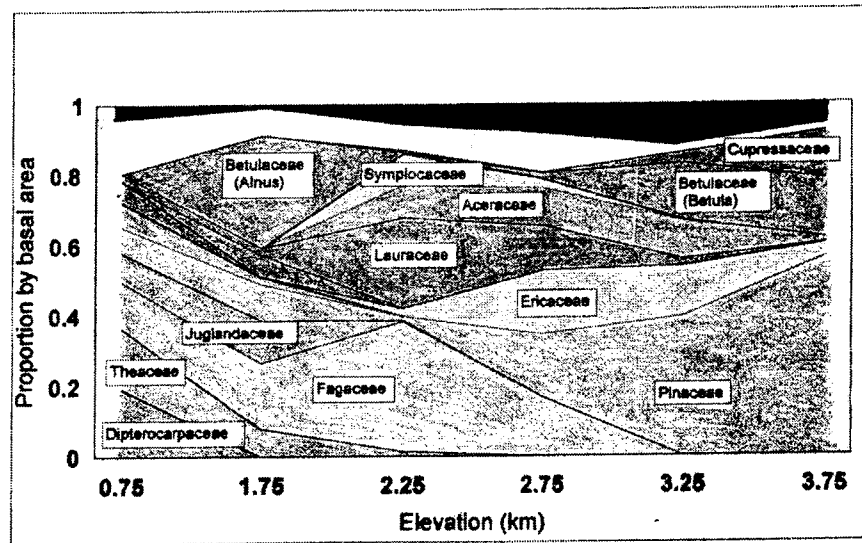 Proportion by basal area
1
0.8
0.6
0.4
0.2
0
Betulaceae
(Alnus)
Symplocaceae
Cupressaceae
Aceraceae
Betulaceae
(Betula)
Lauraceae
Ericaceae
Juglandaceae
Theaceae
Fagaceae
Pinaceae
Dipterocarpaceae
0.75 1.75 2.25 2.75 3.25 3.75
Elevation (km)